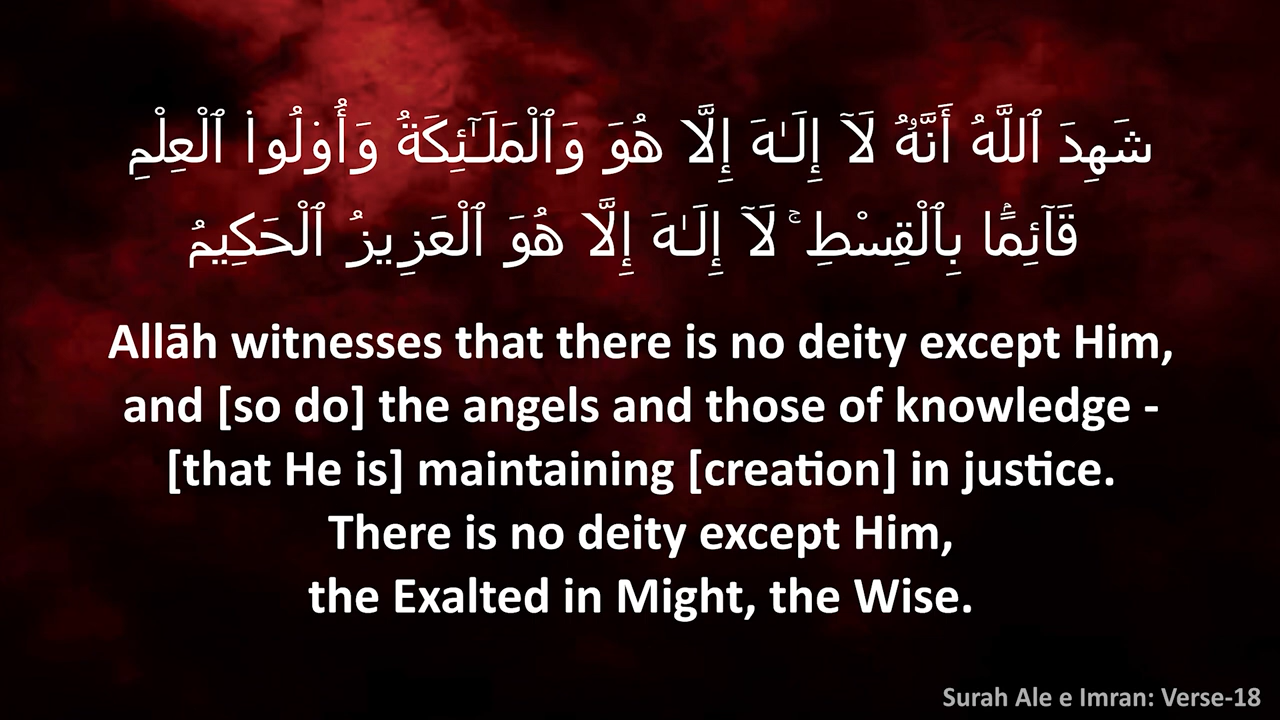 شَهِدَ ٱللَّهُ أَنَّهُۥ لَآ إِلَـٰهَ إِلَّا هُوَ وَٱلْمَلَـٰٓئِكَةُ وَأُو۟لُوا۟ ٱلْعِلْمِ
قَآئِمًۢا بِٱلْقِسْطِ ۚ لَآ إِلَـٰهَ إِلَّا هُوَ ٱلْعَزِيزُ ٱلْحَكِيمُ
Allāh witnesses that there is no deity except Him,
and [so do] the angels and those of knowledge -
[that He is] maintaining [creation] in justice.
There is no deity except Him,
the Exalted in Might, the Wise.
Surah Ale e Imran: Verse-18